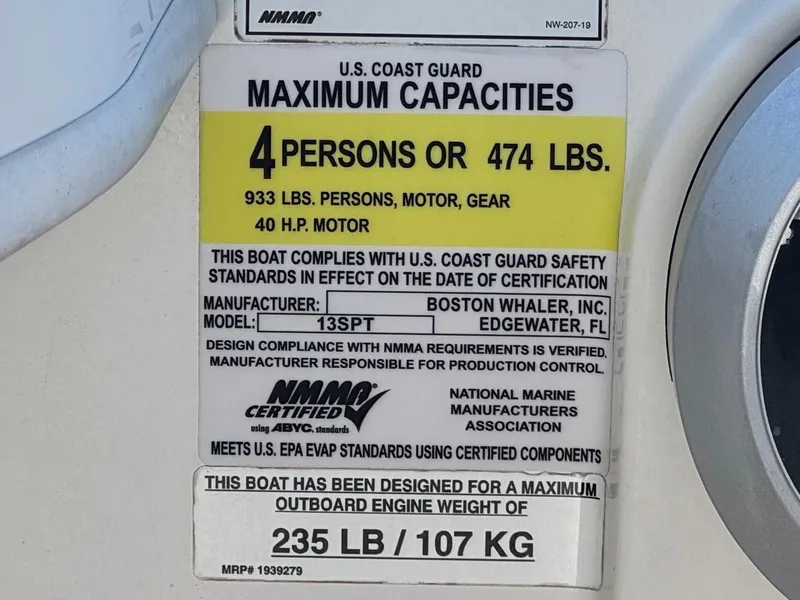 NMMA®
NW-207-19
U.S. COAST GUARD
MAXIMUM CAPACITIES
4 PERSONS OR 474 LBS.
933 LBS. PERSONS, MOTOR, GEAR
40 H.P. MOTOR
THIS BOAT COMPLIES WITH U.S. COAST GUARD SAFETY
STANDARDS IN EFFECT ON THE DATE OF CERTIFICATION
MANUFACTURER: BOSTON WHALER, INC.
MODEL: 13SPT EDGEWATER, FL
DESIGN COMPLIANCE WITH NMMA REQUIREMENTS IS VERIFIED.
MANUFACTURER RESPONSIBLE FOR PRODUCTION CONTROL.
NMMA®
CERTIFIED
using ABYC. standards
NATIONAL MARINE
MANUFACTURERS
ASSOCIATION
MEETS U.S. EPA EVAP STANDARDS USING CERTIFIED COMPONENTS
THIS BOAT HAS BEEN DESIGNED FOR A MAXIMUM
OUTBOARD ENGINE WEIGHT OF
235 LB / 107 KG
MRP# 1939279